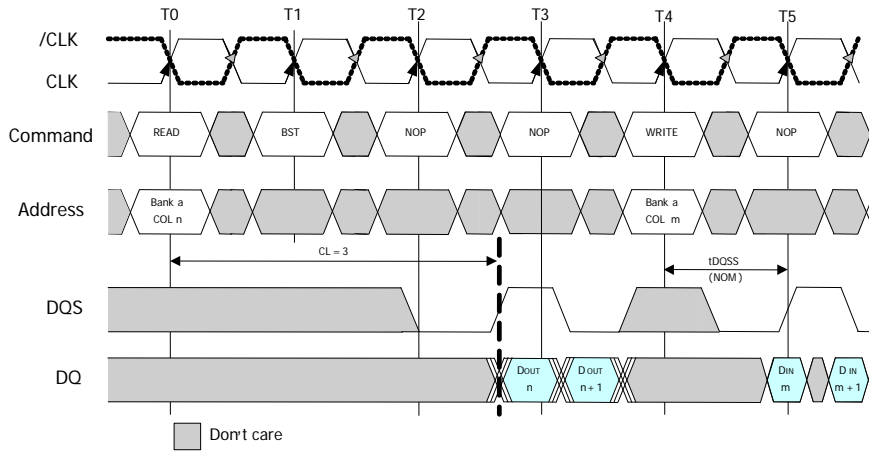 T0 T1 T2 T3 T4 T5
/CLK
CLK
Command READ BST NOP NOP WRITE NOP
Address Bank a COL n Bank a COL m
CL = 3
tDQSS
(NOM)
DQS
DQ DOUT n DOUT n + 1 DIN m DIN m + 1
Don't care